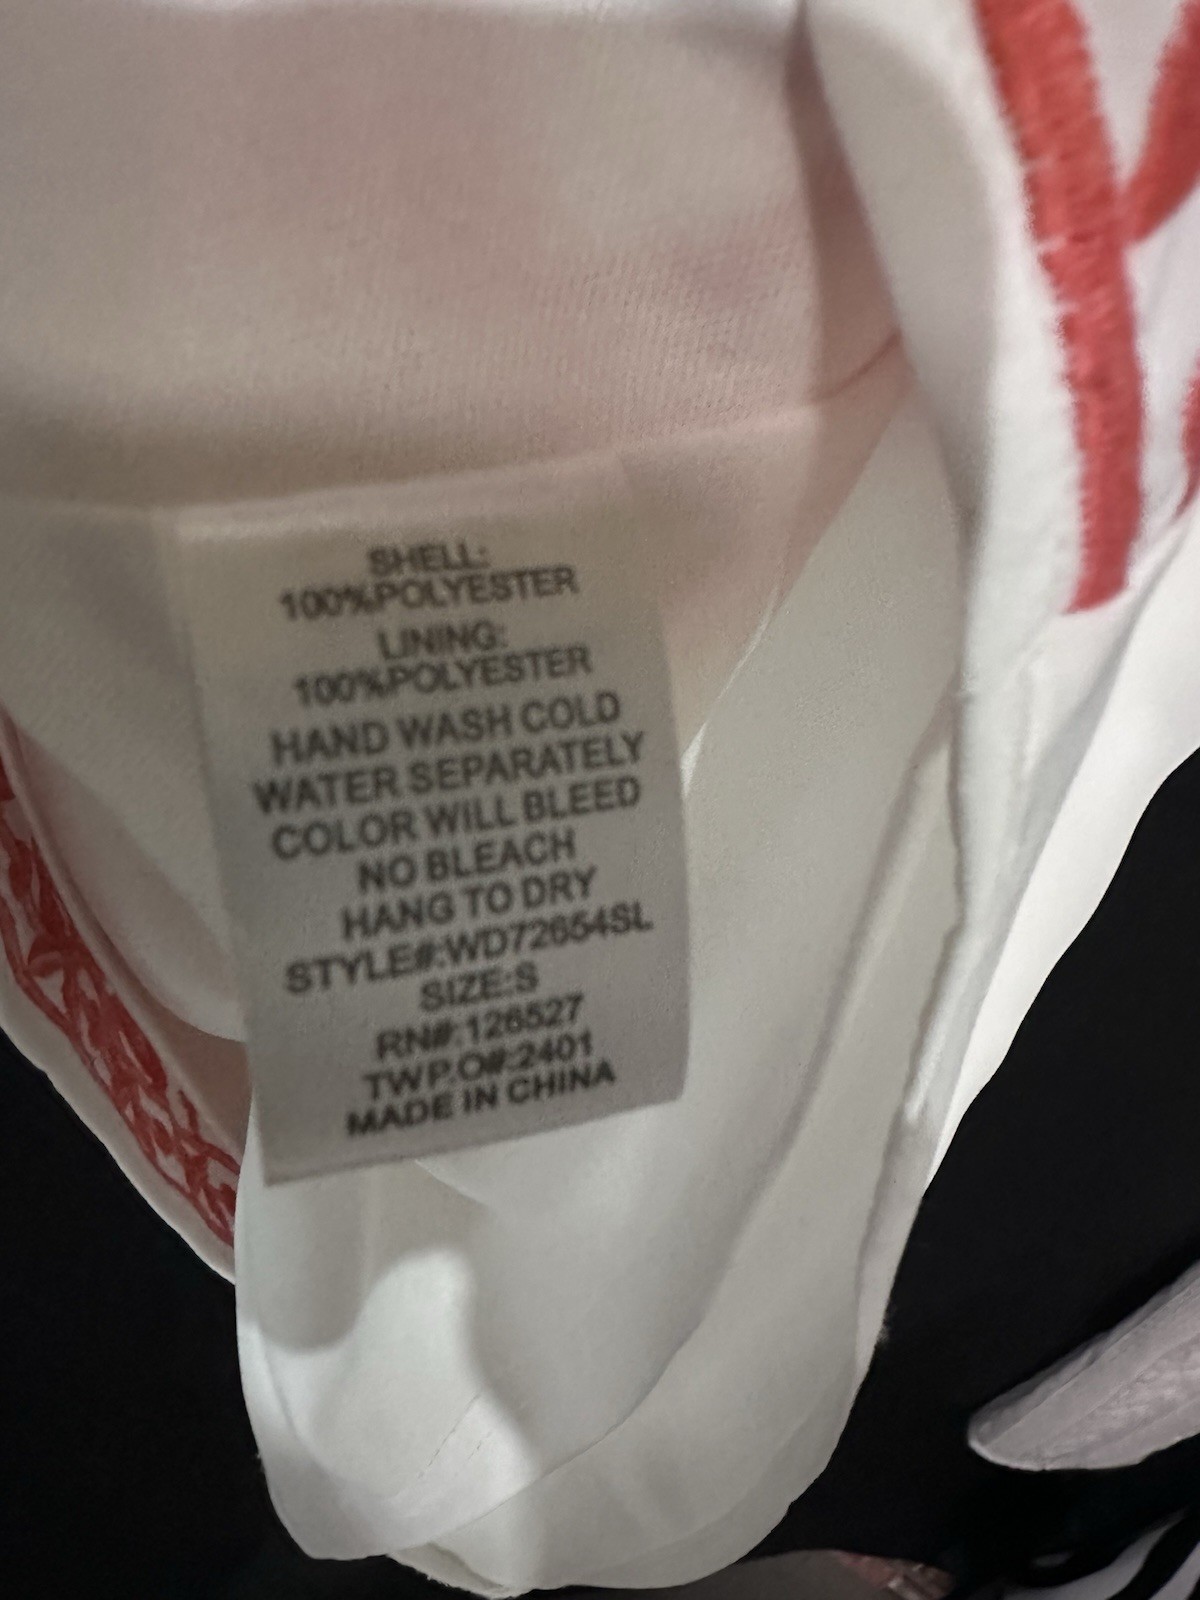 SHELL:
100%POLYESTER
LINING:
100%POLYESTER
HAND WASH COLD
WATER SEPARATELY
COLOR WILL BLEED
NO BLEACH
HANG TO DRY
STYLE#:WD72654SL
SIZE:S
RN#:126527
TWP.O#:2401
MADE IN CHINA